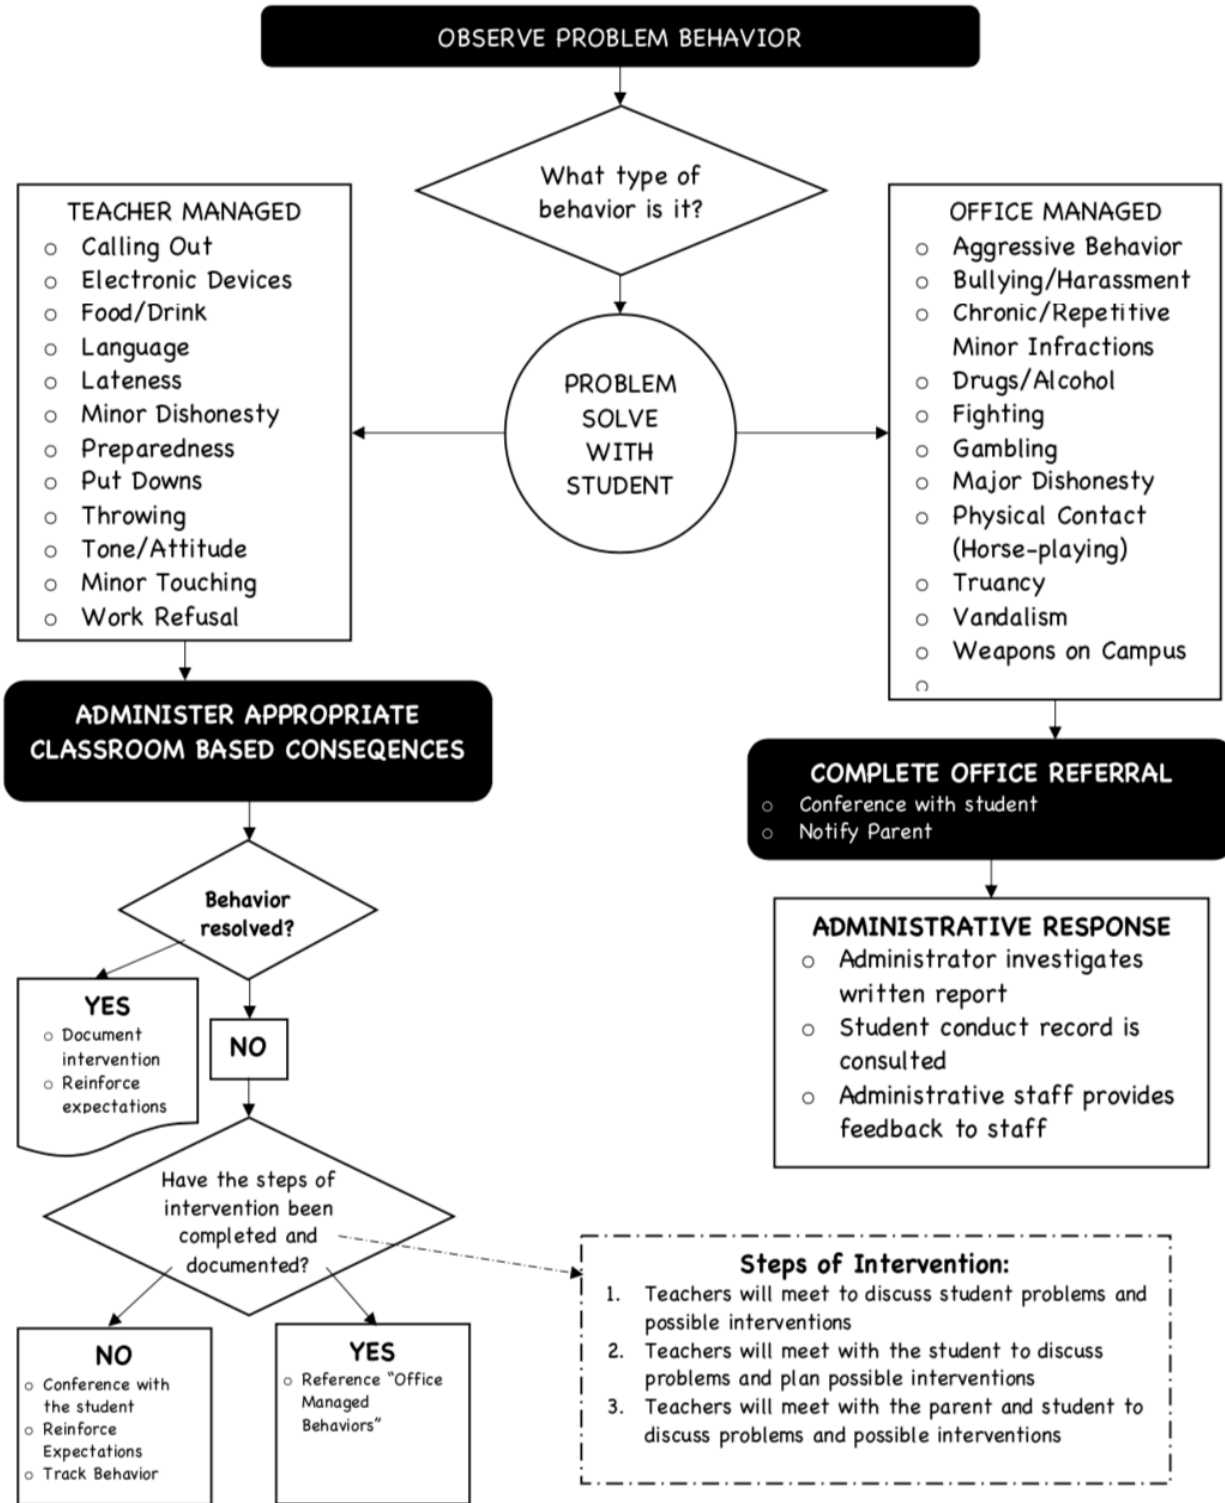 OBSERVE PROBLEM BEHAVIOR
What type of
behavior is it?
TEACHER MANAGED
Calling Out
Electronic Devices
Food/Drink
Language
Lateness
Minor Dishonesty
Preparedness
Put Downs
Throwing
Tone/Attitude
Minor Touching
Work Refusal
PROBLEM
SOLVE
WITH
STUDENT
OFFICE MANAGED
Aggressive Behavior
Bullying/Harassment
Chronic/Repetitive
Minor Infractions
Drugs/Alcohol
Fighting
Gambling
Major Dishonesty
Physical Contact
(Horse-playing)
Truancy
Vandalism
Weapons on Campus
ADMINISTER APPROPRIATE
CLASSROOM BASED CONSEQENCES
Behavior
resolved?
YES
Document
intervention
Reinforce
expectations
NO
Have the steps of
intervention been
completed and
documented?
NO
Conference with
the student
Reinforce
Expectations
Track Behavior
YES
Reference "Office
Managed
Behaviors"
COMPLETE OFFICE REFERRAL
Conference with student
Notify Parent
ADMINISTRATIVE RESPONSE
Administrator investigates
written report
Student conduct record is
consulted
Administrative staff provides
feedback to staff
Steps of Intervention:
1. Teachers will meet to discuss student problems and
possible interventions
2. Teachers will meet with the student to discuss
problems and plan possible interventions
3. Teachers will meet with the parent and student to
discuss problems and possible interventions